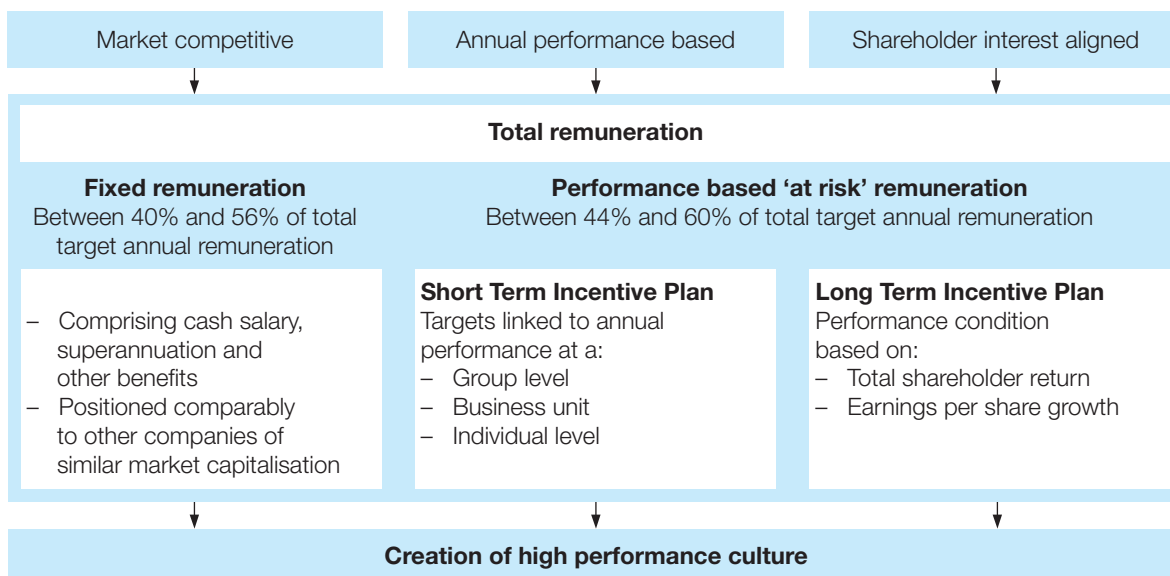 Market competitive
Annual performance based
Shareholder interest aligned
Total remuneration
Fixed remuneration
Between 40% and 56% of total
target annual remuneration
Performance based ‘at risk’ remuneration
Between 44% and 60% of total target annual remuneration
– Comprising cash salary,
superannuation and
other benefits
– Positioned comparably
to other companies of
similar market capitalisation
Short Term Incentive Plan
Targets linked to annual
performance at a:
– Group level
– Business unit
– Individual level
Long Term Incentive Plan
Performance condition
based on:
– Total shareholder return
– Earnings per share growth
Creation of high performance culture